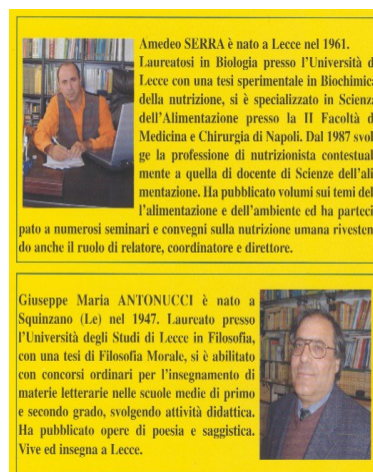 Amedeo SERRA è nato a Lecce nel 1961.
Laureatosi in Biologia presso l'Università d
Lecce con una tesi sperimentale in Biochimica
della nutrizione, si è specializzato in Scienz
dell'Alimentazione presso la II Facoltà d
Medicina e Chirurgia di Napoli. Dal 1987 svol
ge la professione di nutrizionista contestual
mente a quella di docente di Scienze dell'ali
mentazione. Ha pubblicato volumi sui temi del
l'alimentazione e dell'ambiente ed ha parteci
pato a numerosi seminari e convegni sulla nutrizione umana rivesten
do anche il ruolo di relatore, coordinatore e direttore.
Giuseppe Maria ANTONUCCI è nato a
Squinzano (Le) nel 1947. Laureato presso
l'Università degli Studi di Lecce in Filosofia,
con una tesi di Filosofia Morale, si è abilitato
con concorsi ordinari per l'insegnamento di
materie letterarie nelle scuole medie di primo
e secondo grado, svolgendo attività didattica.
Ha pubblicato opere di poesia e saggistica.
Vive ed insegna a Lecce.